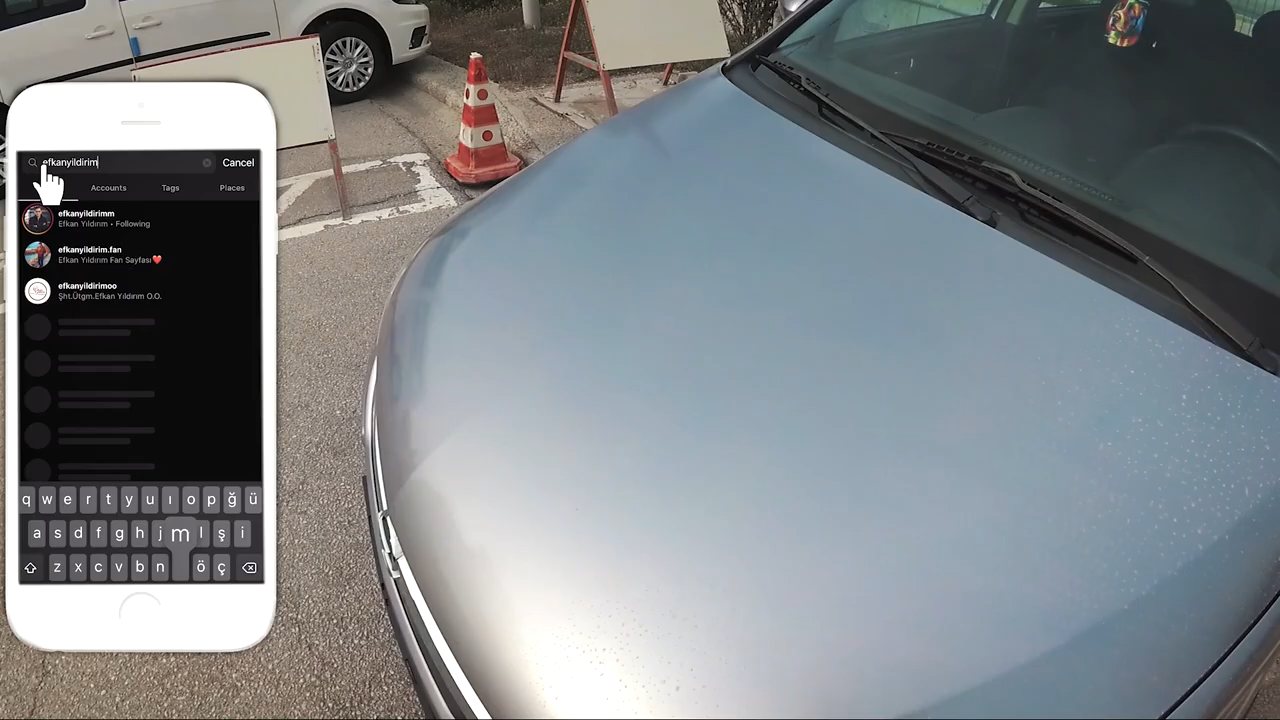 efkanyildirim Cancel
Accounts Tags Places
efkanyildirimm
Efkan Yıldırım • Following
efkanyildirim.fan
Efkan Yıldırım Fan Sayfası❤️
efkanyildirimoo
Şht.Ütgm.Efkan Yıldırım O.O.
q w e r t y u ı o p ğ ü
a s d f g h j m l ş i
z x c v b n ö ç